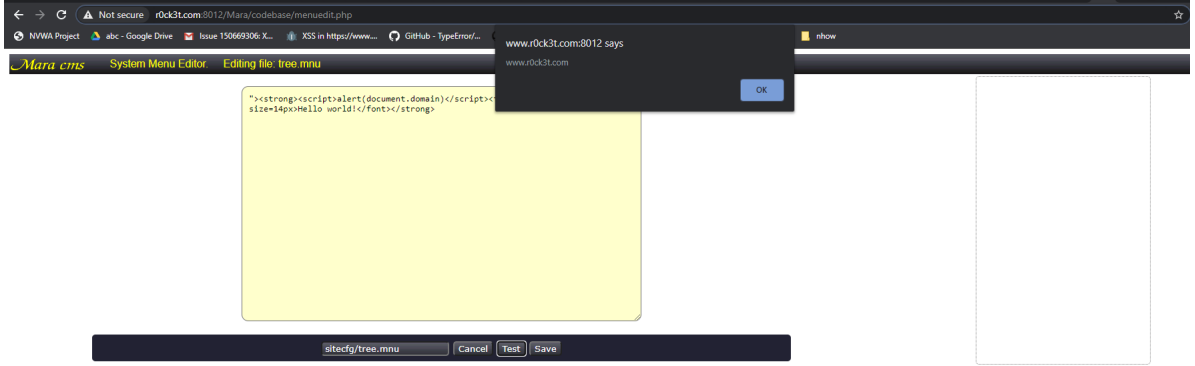 Not secure r0ck3t.com:8012/Mara/codebase/menuedit.php
NVWA Project abc - Google Drive Issue 150669306: X... XSS in https://www.... GitHub - TypeError/... nhow
www.r0ck3t.com:8012 says
www.r0ck3t.com
OK
Mara cms System Menu Editor. Editing file: tree.mnu
"><strong><script>alert(document.domain)</script><
size=14px>Hello world!</font></strong>
sitecfg/tree.mnu Cancel Test Save